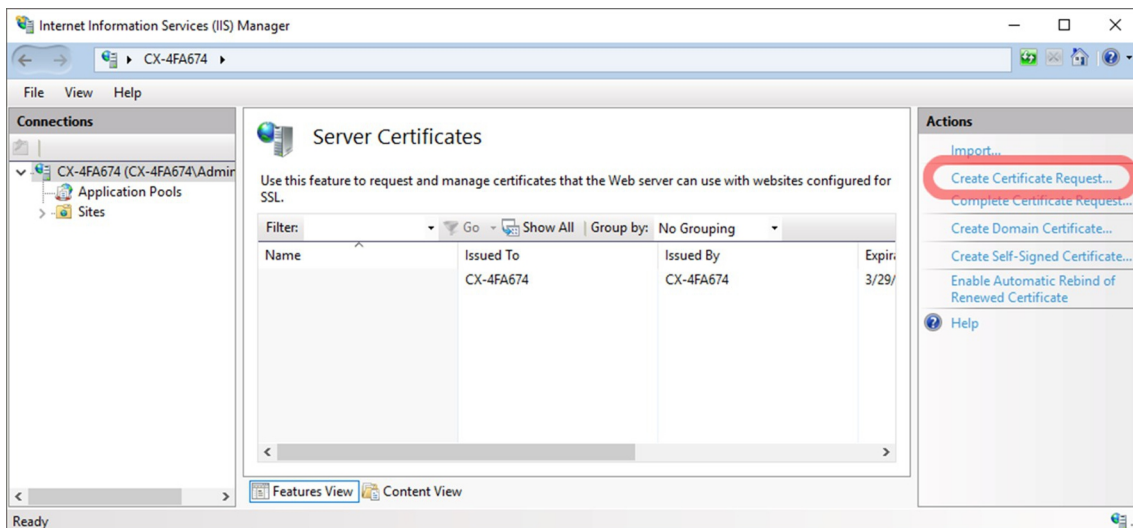 Internet Information Services (IIS) Manager
CX-4FA674
File View Help
Connections
CX-4FA674 (CX-4FA674\Admin
Application Pools
Sites
Server Certificates
Use this feature to request and manage certificates that the Web server can use with websites configured for
SSL.
Filter: Go Show All Group by: No Grouping
Name Issued To Issued By Expira
CX-4FA674 CX-4FA674 3/29/
Features View Content View
Actions
Import...
Create Certificate Request...
Complete Certificate Request...
Create Domain Certificate...
Create Self-Signed Certificate...
Enable Automatic Rebind of
Renewed Certificate
Help
Ready